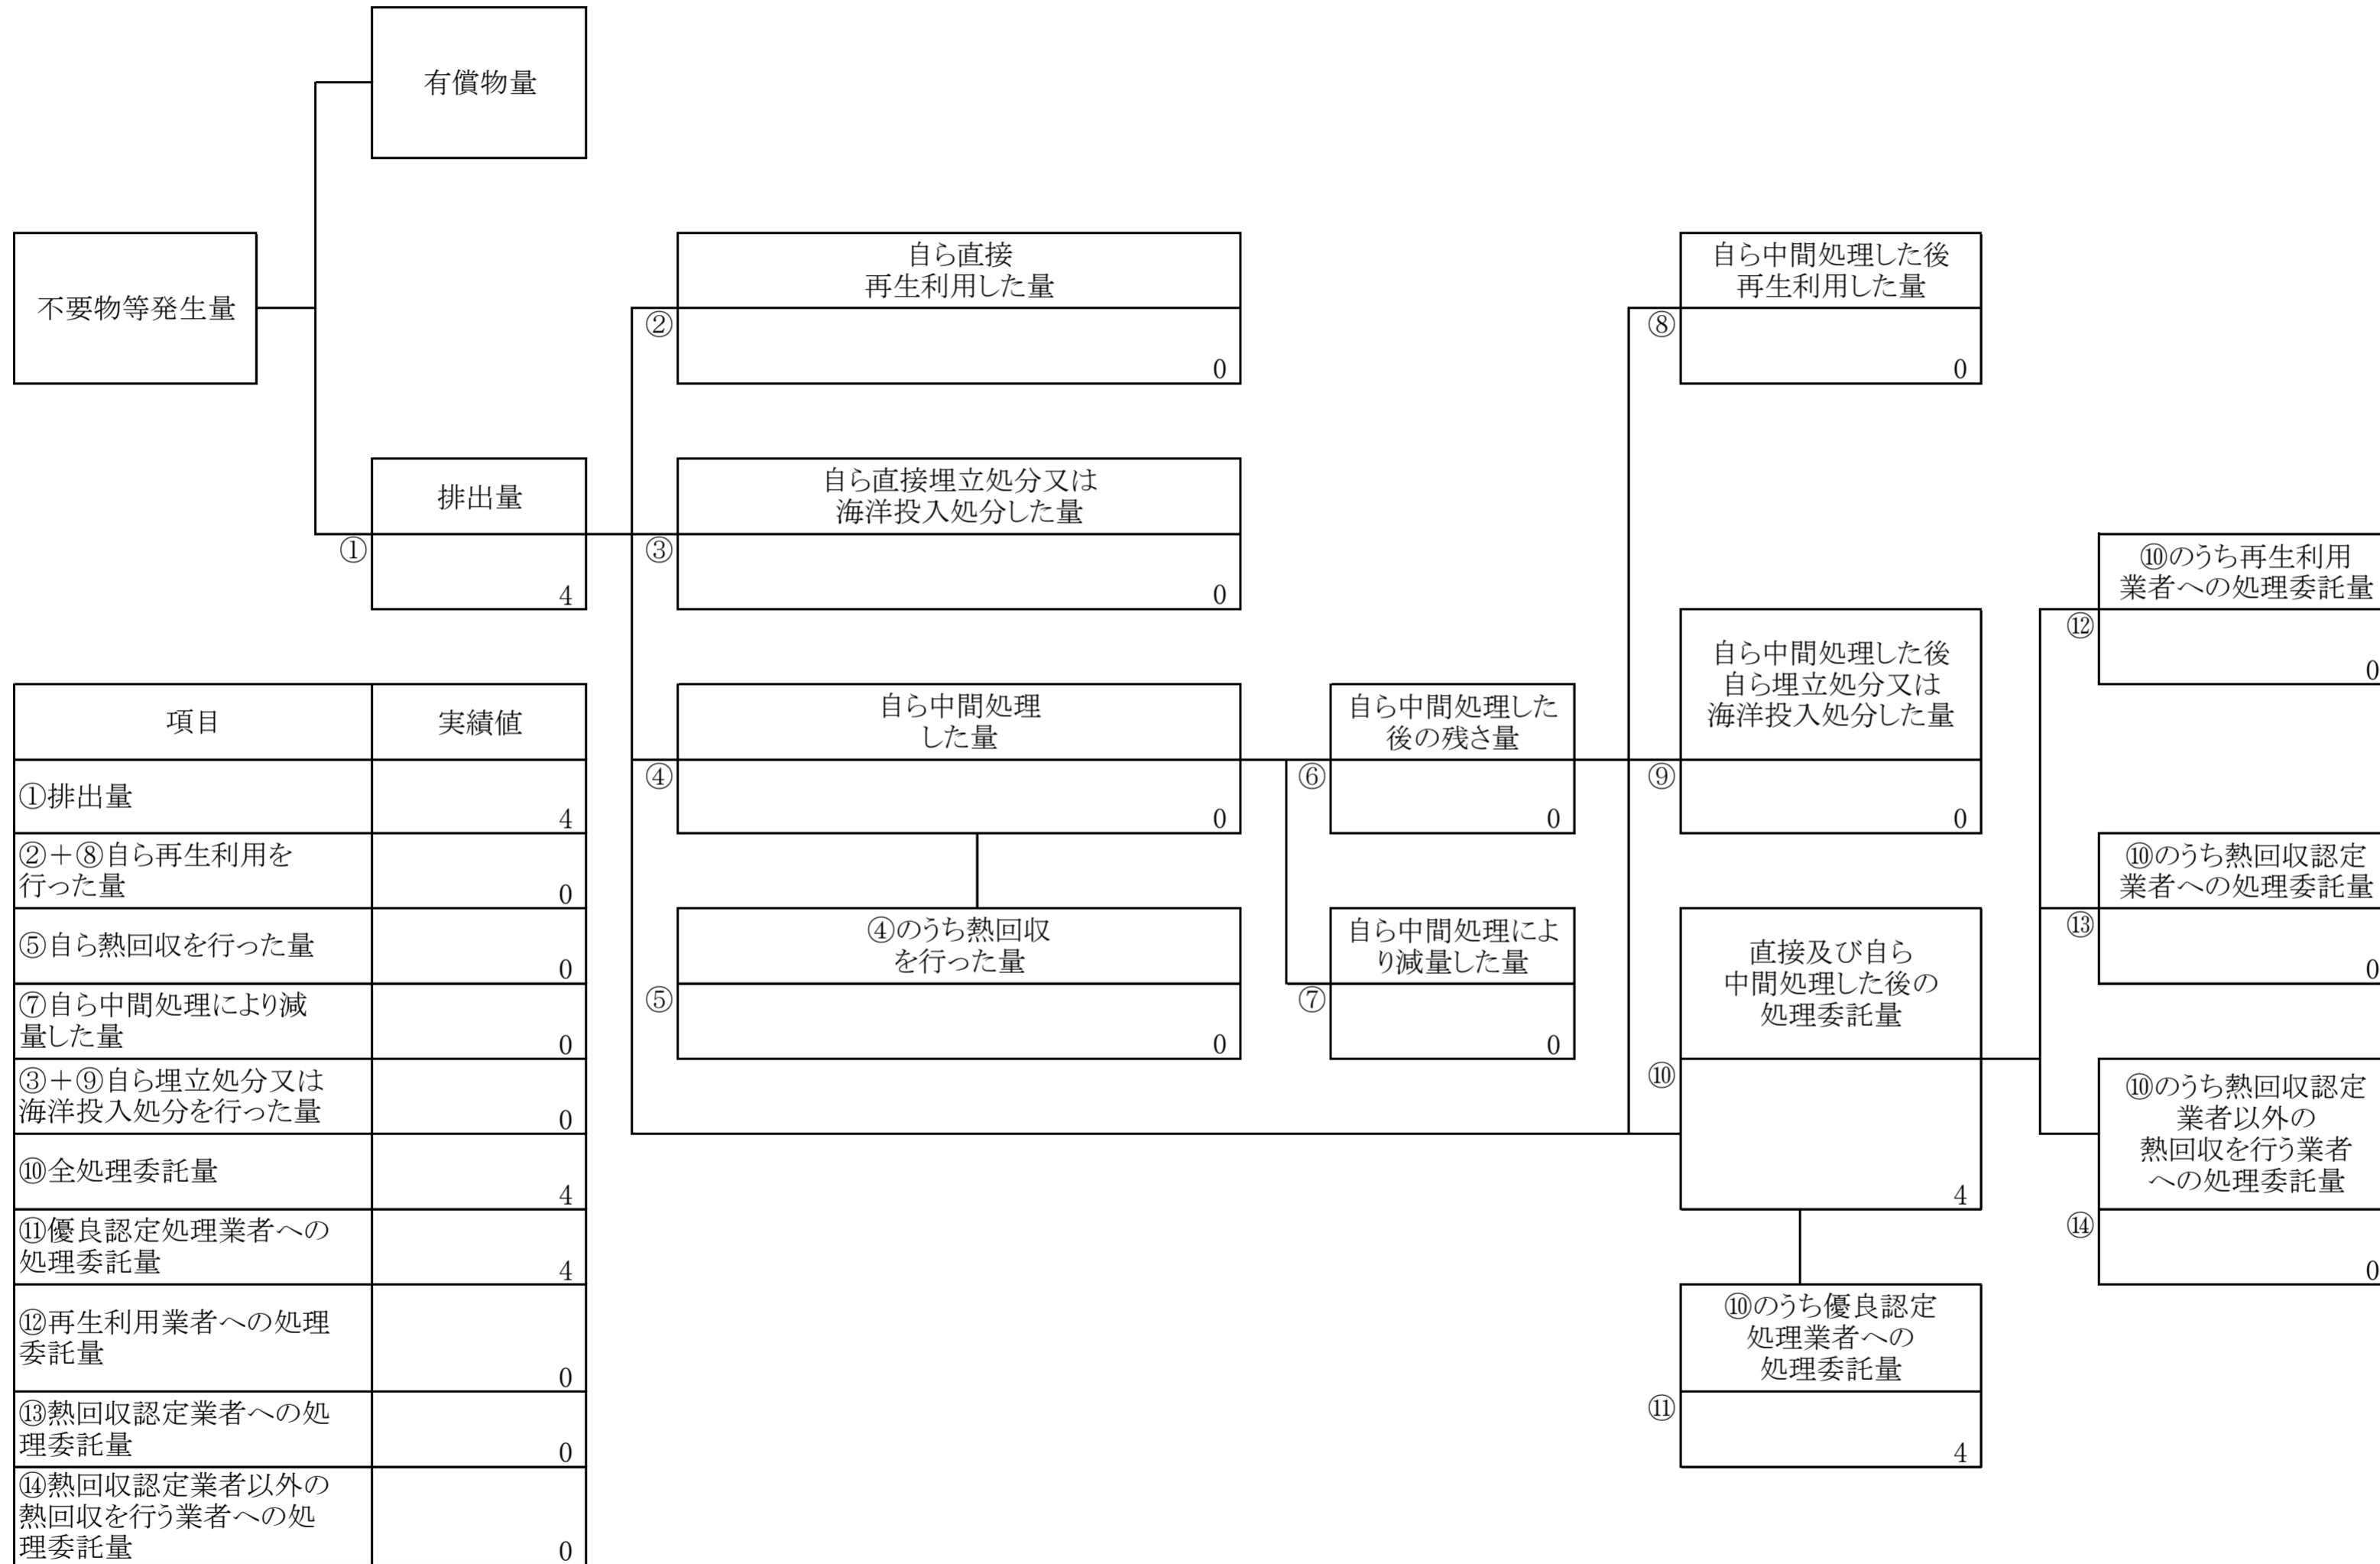 有償物量
不要物等発生量
自ら直接
再生利用した量
②
0
自ら中間処理した後
再生利用した量
⑧
0
排出量
①
4
自ら直接埋立処分又は
海洋投入処分した量
③
0
⑩のうち再生利用
業者への処理委託量
⑫
0
自ら中間処理した後
自ら埋立処分又は
海洋投入処分した量
⑨
0
自ら中間処理
した量
④
0
自ら中間処理した
後の残さ量
⑥
0
⑩のうち熱回収認定
業者への処理委託量
⑬
0
④のうち熱回収
を行った量
⑤
0
自ら中間処理によ
り減量した量
⑦
0
直接及び自ら
中間処理した後の
処理委託量
⑩
4
⑩のうち熱回収認定
業者以外の
熱回収を行う業者
への処理委託量
⑭
0
⑩のうち優良認定
処理業者への
処理委託量
⑪
4
項目 実績値
①排出量
4
②＋⑧自ら再生利用を
行った量
0
⑤自ら熱回収を行った量
0
⑦自ら中間処理により減
量した量
0
③＋⑨自ら埋立処分又は
海洋投入処分を行った量
0
⑩全処理委託量
4
⑪優良認定処理業者への
処理委託量
4
⑫再生利用業者への処理
委託量
0
⑬熱回収認定業者への処
理委託量
0
⑭熱回収認定業者以外の
熱回収を行う業者への処
理委託量
0